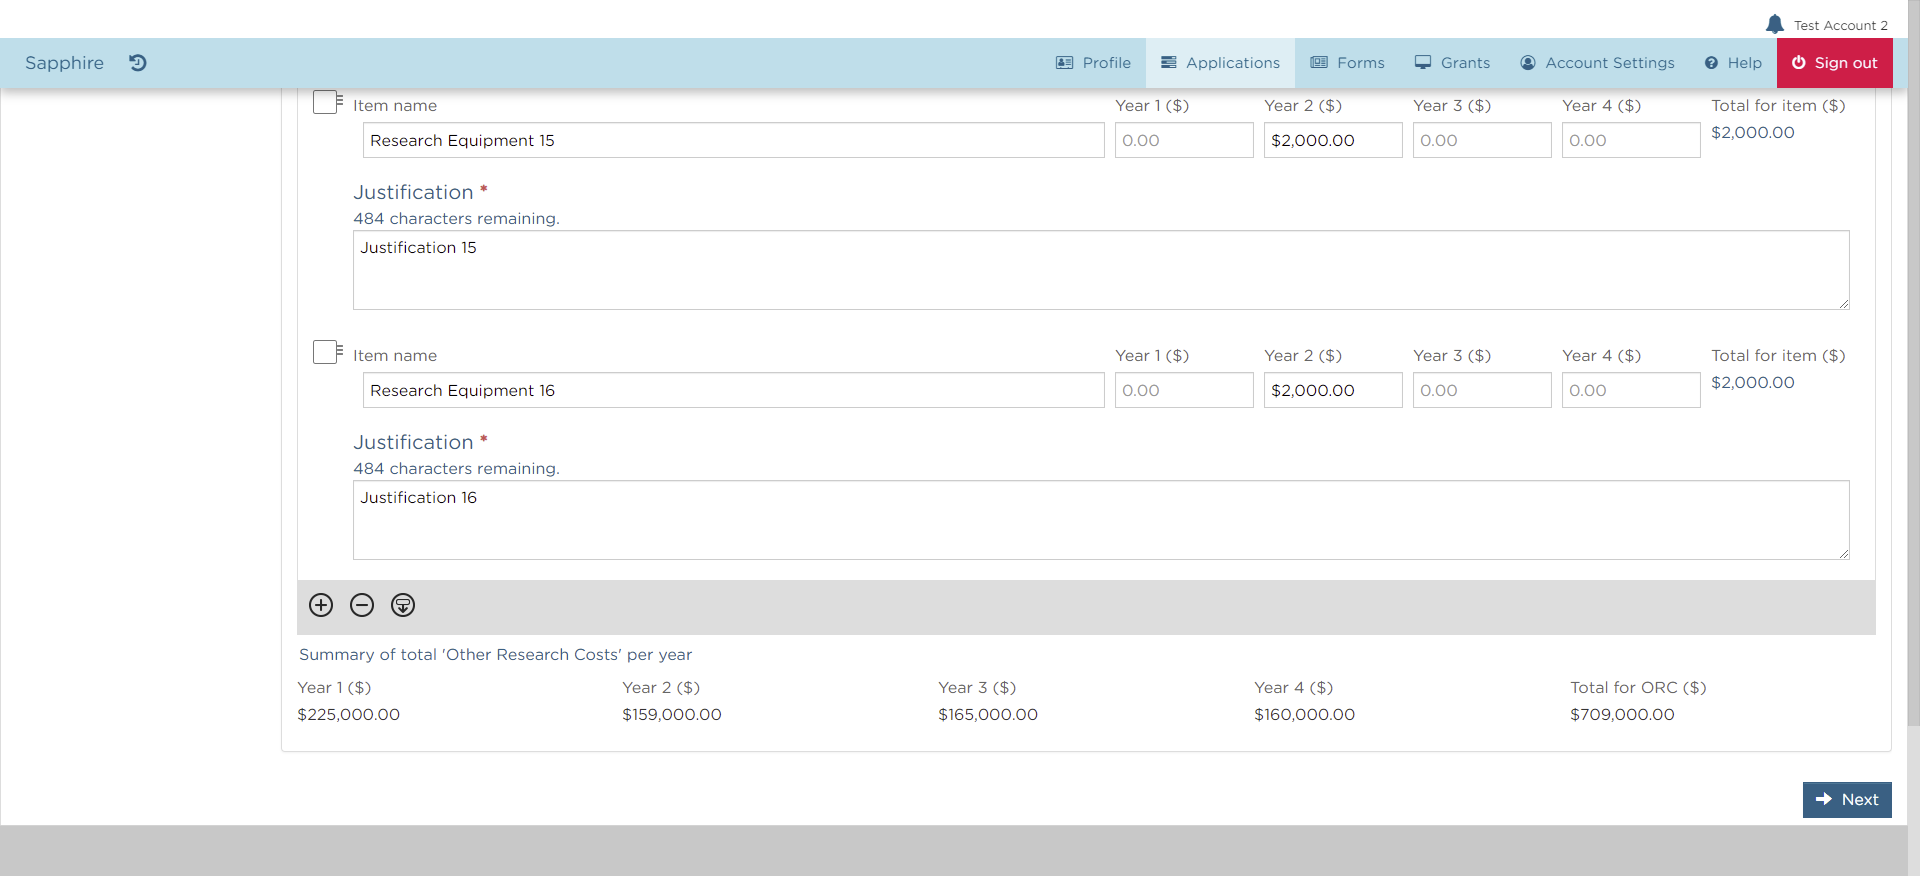 Test Account 2
Sapphire Profile Applications Forms Grants Account Settings Help Sign out
Item name Year 1 ($) Year 2 ($) Year 3 ($) Year 4 ($) Total for item ($)
Research Equipment 15 0.00 $2,000.00 0.00 0.00 $2,000.00
Justification *
484 characters remaining.
Justification 15
Item name Year 1 ($) Year 2 ($) Year 3 ($) Year 4 ($) Total for item ($)
Research Equipment 16 0.00 $2,000.00 0.00 0.00 $2,000.00
Justification *
484 characters remaining.
Justification 16
Summary of total 'Other Research Costs' per year
Year 1 ($) Year 2 ($) Year 3 ($) Year 4 ($) Total for ORC ($)
$225,000.00 $159,000.00 $165,000.00 $160,000.00 $709,000.00
Next